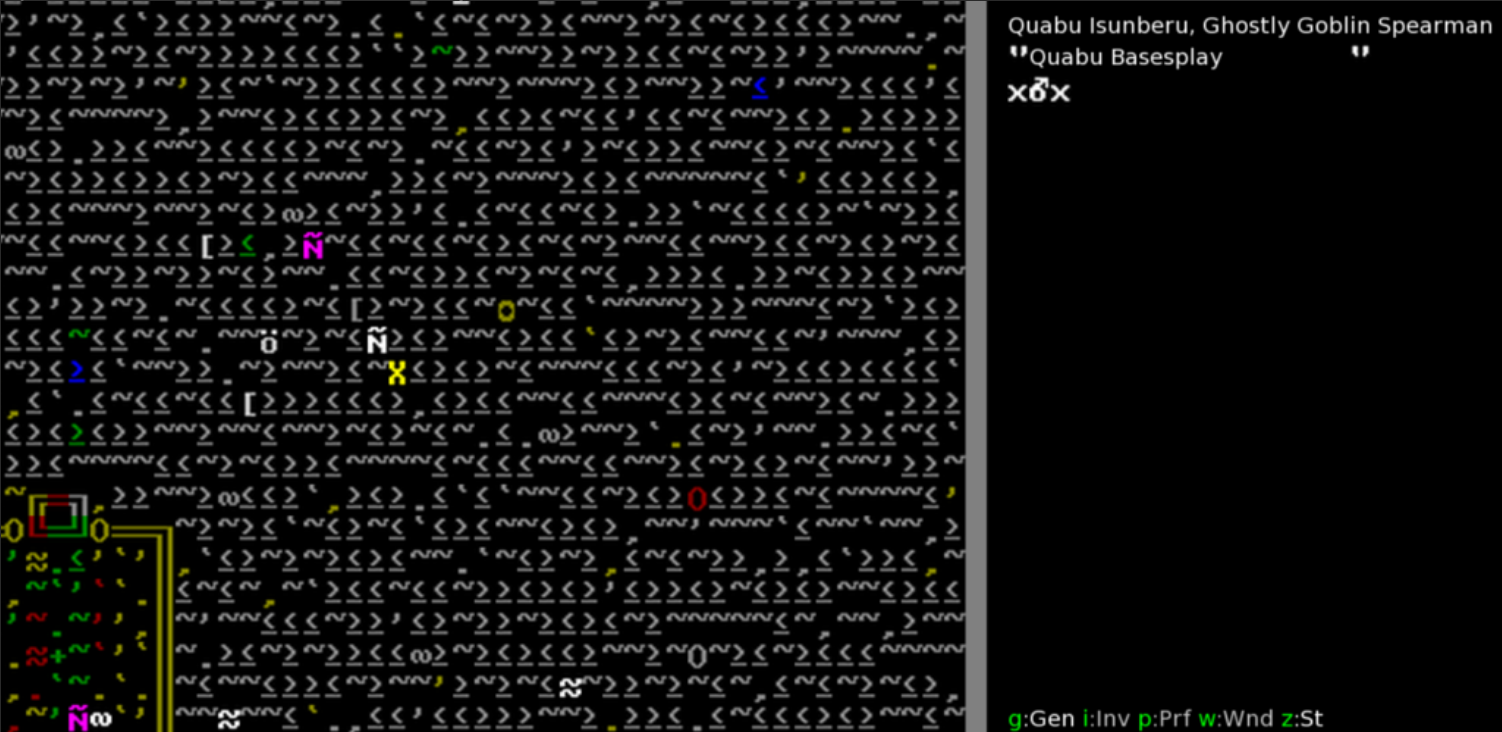 Quabu Isunberu, Ghostly Goblin Spearman
"Quabu Basesplay "
x♂x
g:Gen i:Inv p:Prf w:Wnd z:St